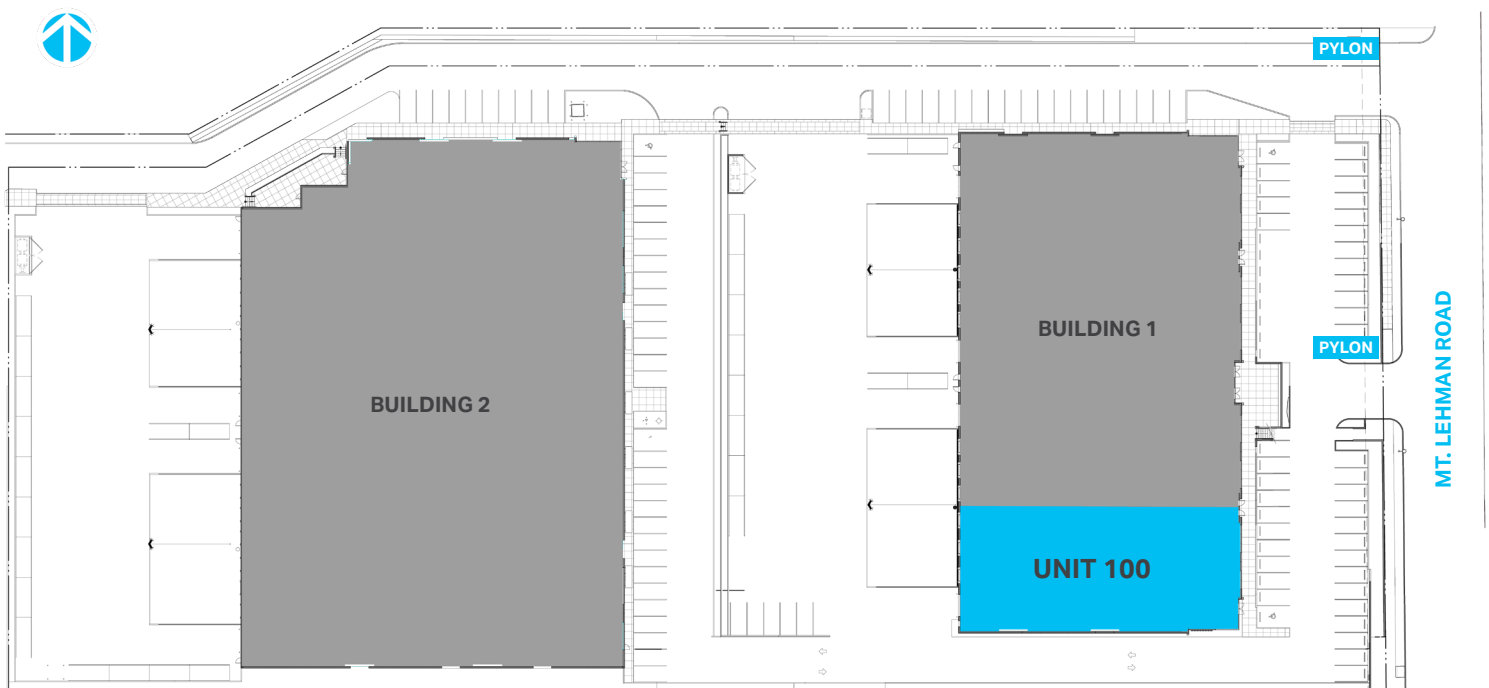 PYLON
BUILDING 1
PYLON
MT. LEHMAN ROAD
BUILDING 2
UNIT 100